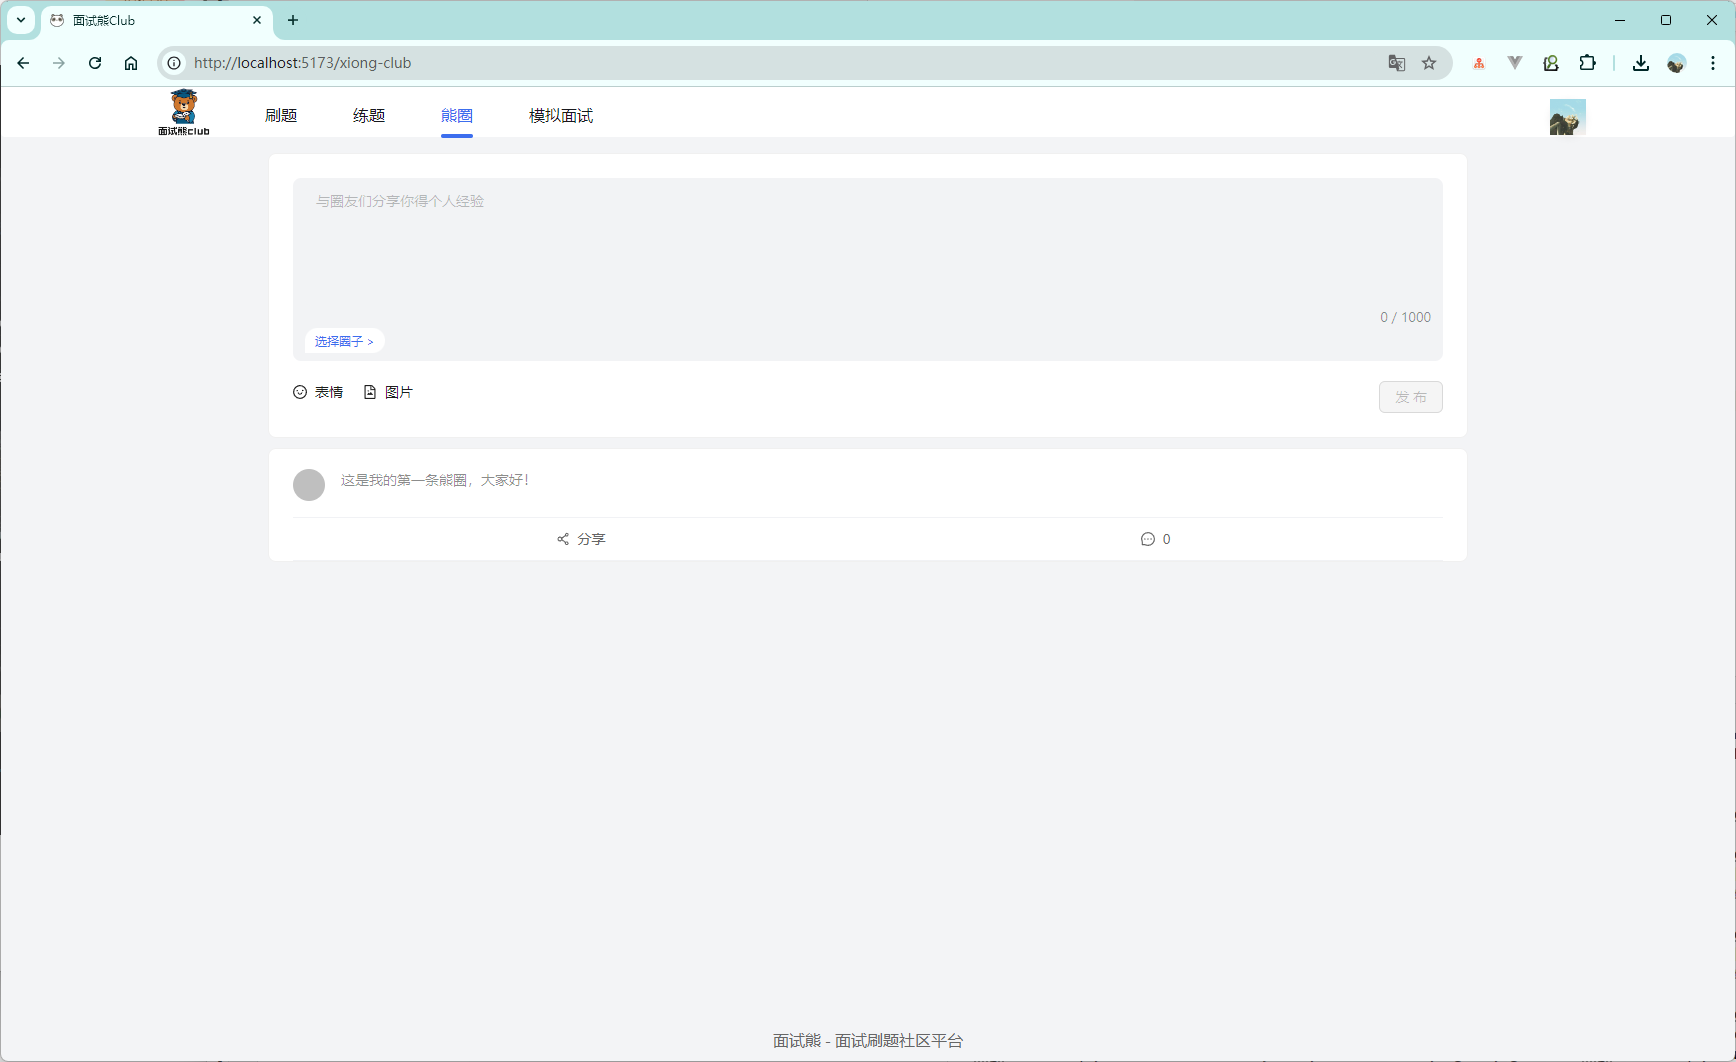 面试熊Club
http://localhost:5173/xiong-club
面试熊club
刷题 练题 熊圈 模拟面试
与圈友们分享你得个人经验
0 / 1000
选择圈子 >
表情 图片
发 布
这是我的第一条熊圈，大家好！
分享 0
面试熊 - 面试刷题社区平台